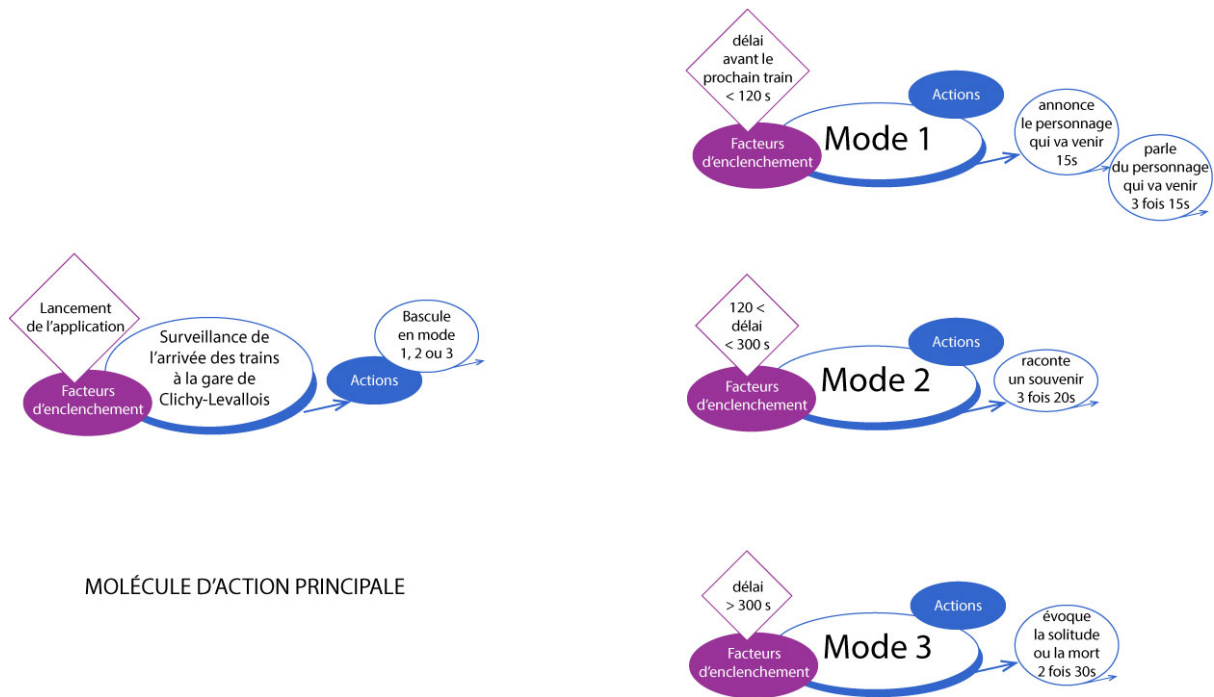 Lancement
de l'application
Facteurs
d'enclenchement
Surveillance de
l'arrivée des trains
à la gare de
Clichy-Levallois
Actions
Bascule
en mode
1, 2 ou 3
MOLÉCULE D'ACTION PRINCIPALE
délai
avant le
prochain train
< 120 s
Facteurs
d'enclenchement
Mode 1
Actions
annonce
le personnage
qui va venir
15s
parle
du personnage
qui va venir
3 fois 15s
120 <
délai
< 300 s
Facteurs
d'enclenchement
Mode 2
Actions
raconte
un souvenir
3 fois 20s
délai
> 300 s
Facteurs
d'enclenchement
Mode 3
Actions
évoque
la solitude
ou la mort
2 fois 30s